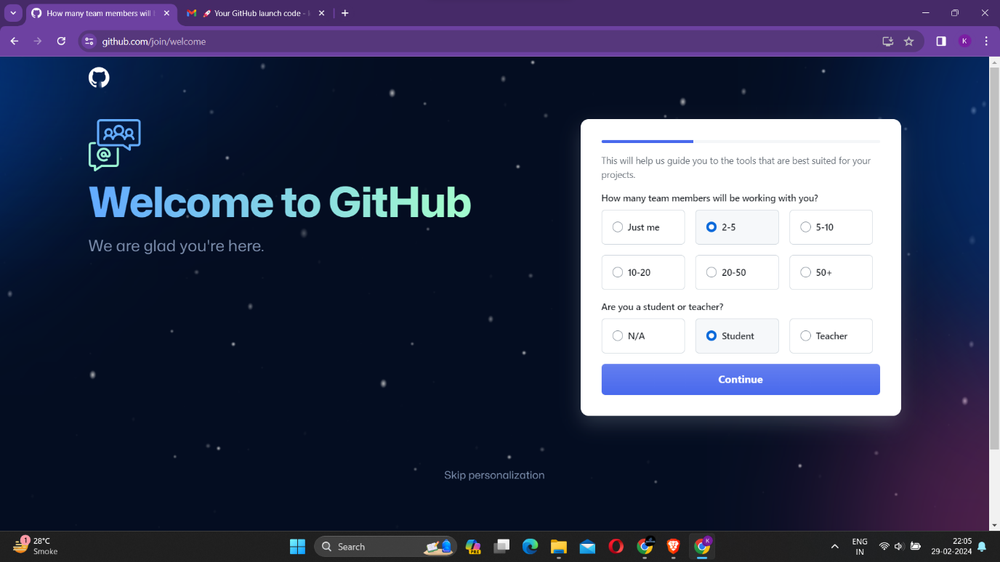 How many team members will
Your GitHub launch code -
github.com/join/welcome
K
@
Welcome to GitHub
We are glad you're here.
This will help us guide you to the tools that are best suited for your
projects.
How many team members will be working with you?
Just me
2-5
5-10
10-20
20-50
50+
Are you a student or teacher?
N/A
Student
Teacher
Continue
Skip personalization
1
28°C
Smoke
Search
PRE
K
ENG
IN
22:05
29-02-2024